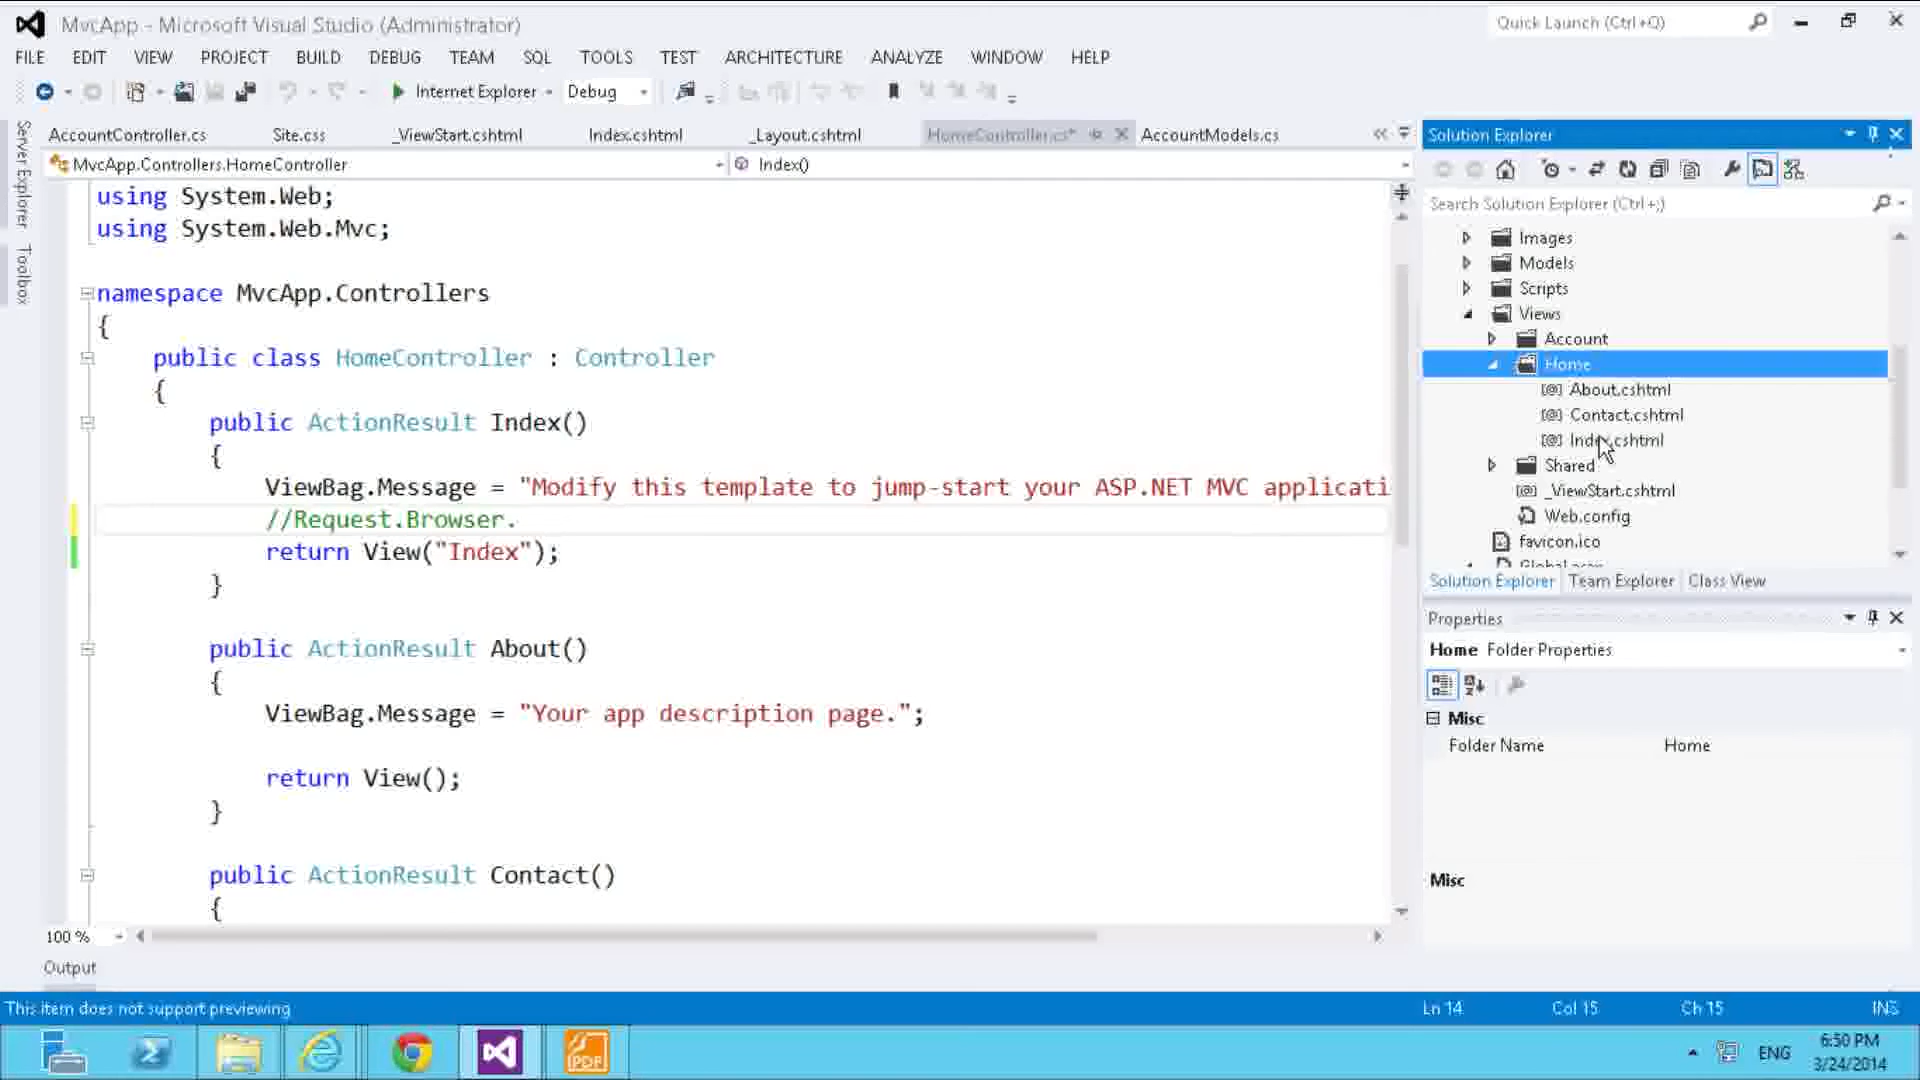 MvcApp - Microsoft Visual Studio (Administrator)
Quick Launch (Ctrl+Q)
FILE EDIT VIEW PROJECT BUILD DEBUG TEAM SQL TOOLS TEST ARCHITECTURE ANALYZE WINDOW HELP
Internet Explorer Debug
AccountController.cs Site.css _ViewStart.cshtml Index.cshtml _Layout.cshtml HomeController.cs* AccountModels.cs
MvcApp.Controllers.HomeController Index()
Server Explorer
Toolbox
using System.Web;
using System.Web.Mvc;
namespace MvcApp.Controllers
{
public class HomeController : Controller
{
public ActionResult Index()
{
ViewBag.Message = "Modify this template to jump-start your ASP.NET MVC applicati
//Request.Browser.
return View("Index");
}
public ActionResult About()
{
ViewBag.Message = "Your app description page.";
return View();
}
public ActionResult Contact()
{
100 %
Output
Solution Explorer
Search Solution Explorer (Ctrl+;)
Images
Models
Scripts
Views
Account
Home
About.cshtml
Contact.cshtml
Index.cshtml
Shared
_ViewStart.cshtml
Web.config
favicon.ico
Global.asax
Solution Explorer Team Explorer Class View
Properties
Home Folder Properties
Misc
Folder Name Home
Misc
This item does not support previewing Ln 14 Col 15 Ch 15 INS
PDF
ENG
6:50 PM
3/24/2014